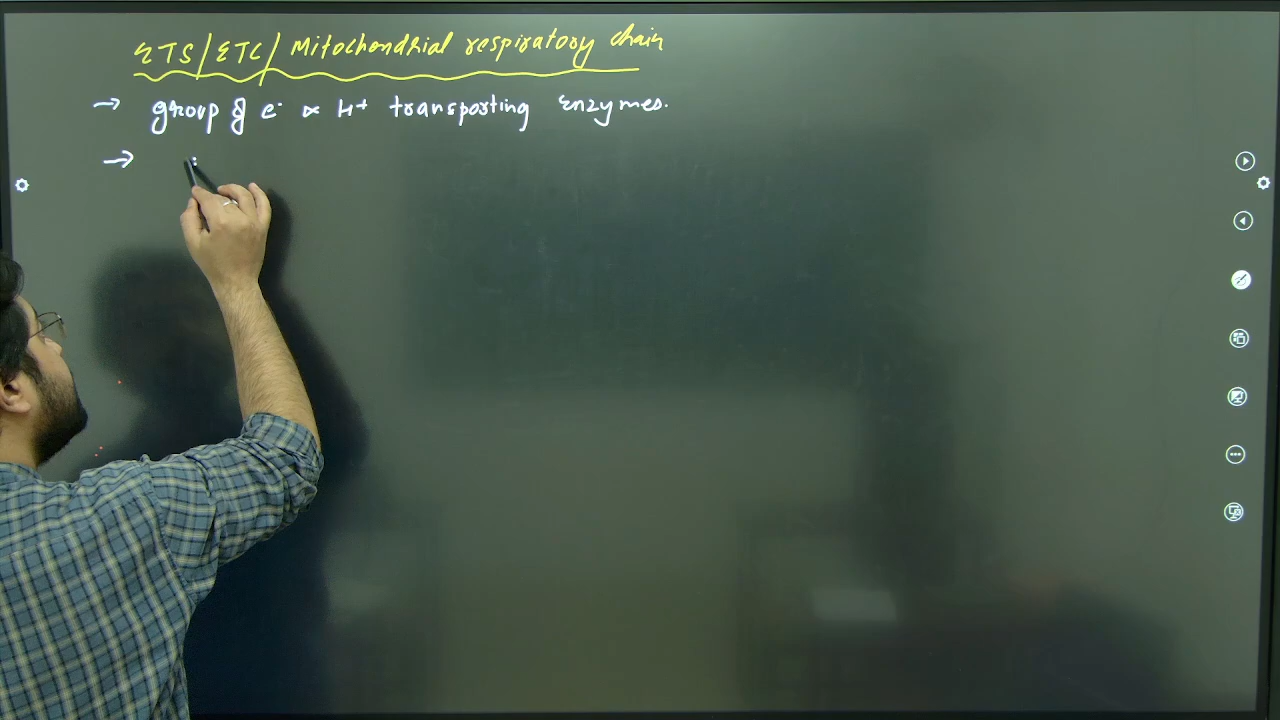 ETS/ETC/Mitochondrial respiratory chain
→ group of e⁻ & H⁺ transporting Enzymes.
→